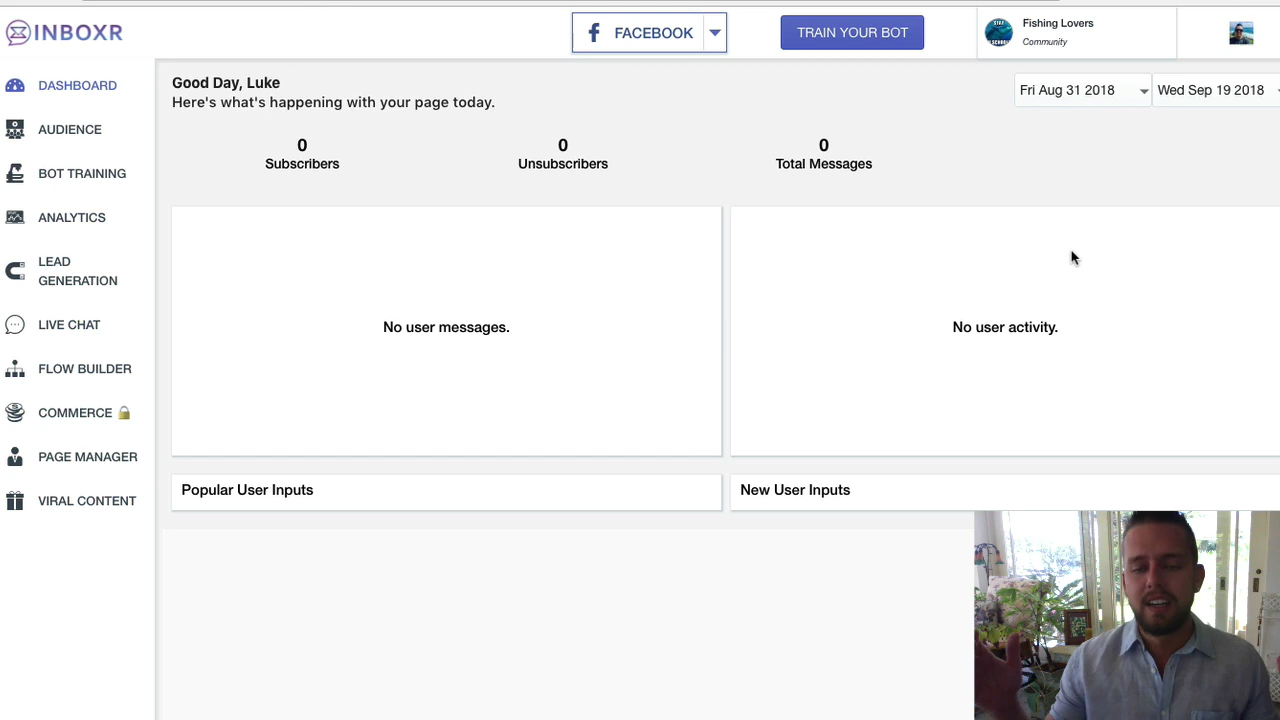 INBOXR
FACEBOOK
TRAIN YOUR BOT
Fishing Lovers
Community
DASHBOARD
AUDIENCE
BOT TRAINING
ANALYTICS
LEAD
GENERATION
LIVE CHAT
FLOW BUILDER
COMMERCE
PAGE MANAGER
VIRAL CONTENT
Good Day, Luke
Here's what's happening with your page today.
Fri Aug 31 2018
Wed Sep 19 2018
0
Subscribers
0
Unsubscribers
0
Total Messages
No user messages.
No user activity.
Popular User Inputs
New User Inputs